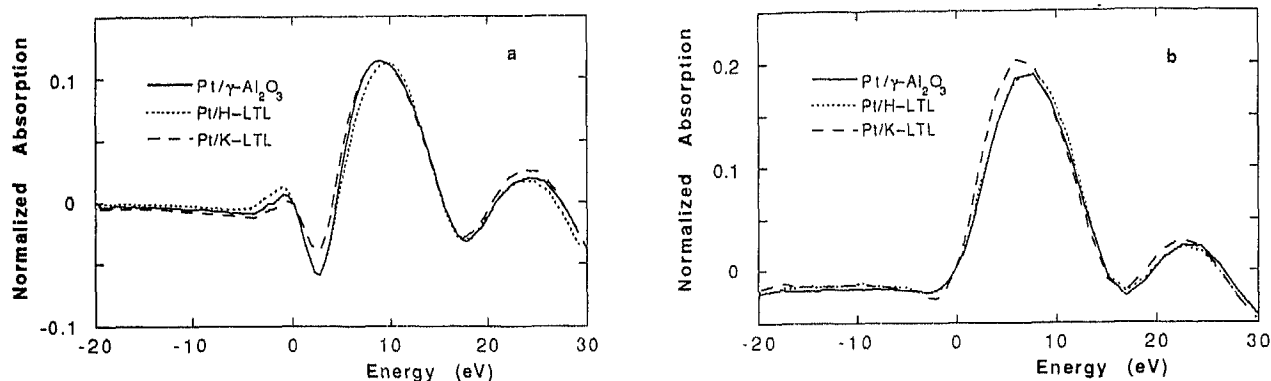 a
Normalized Absorption
0.1
0
-0.1
Pt/γ-Al₂O₃
Pt/H-LTL
Pt/K-LTL
-20 -10 0 10 20 30
Energy (eV)
b
Normalized Absorption
0.2
0.1
0
Pt/γ-Al₂O₃
Pt/H-LTL
Pt/K-LTL
-20 -10 0 10 20 30
Energy (eV)